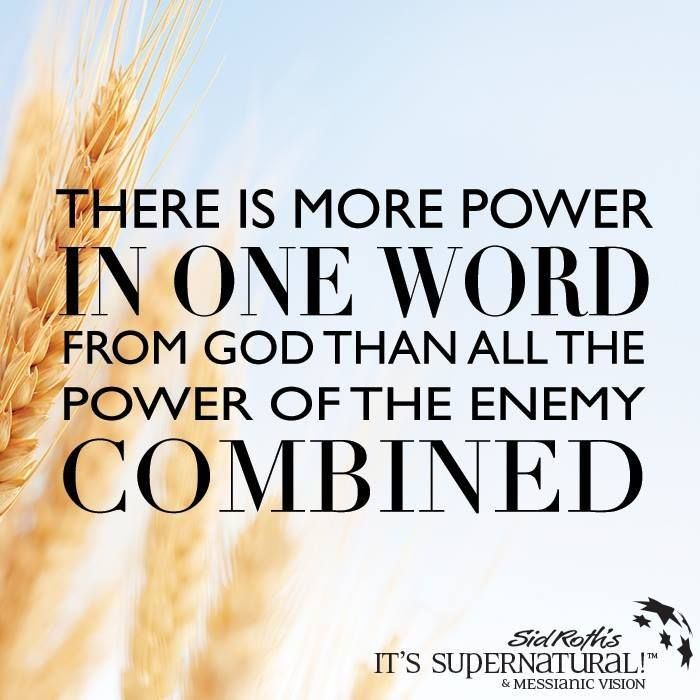 THERE IS MORE POWER
IN ONE WORD
FROM GOD THAN ALL THE
POWER OF THE ENEMY
COMBINED
Sid Roth's
IT'S SUPERNATURAL!™
& MESSIANIC VISION